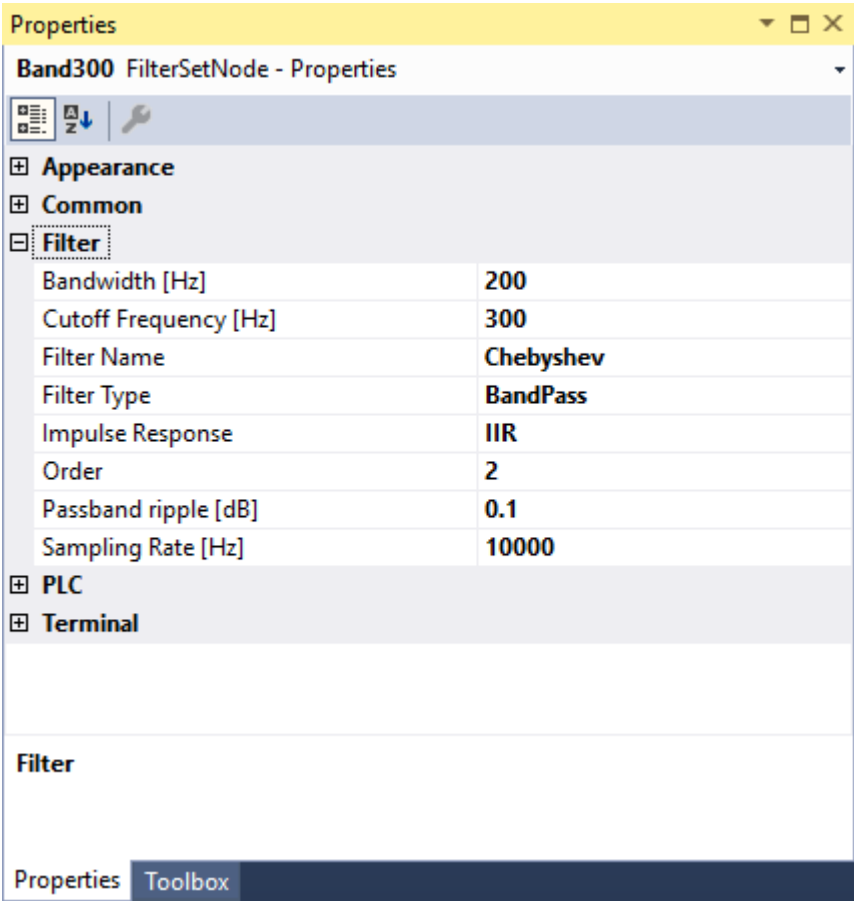 Properties
Band300 FilterSetNode - Properties
Appearance
Common
Filter
Bandwidth [Hz] 200
Cutoff Frequency [Hz] 300
Filter Name Chebyshev
Filter Type BandPass
Impulse Response IIR
Order 2
Passband ripple [dB] 0.1
Sampling Rate [Hz] 10000
PLC
Terminal
Filter
Properties Toolbox